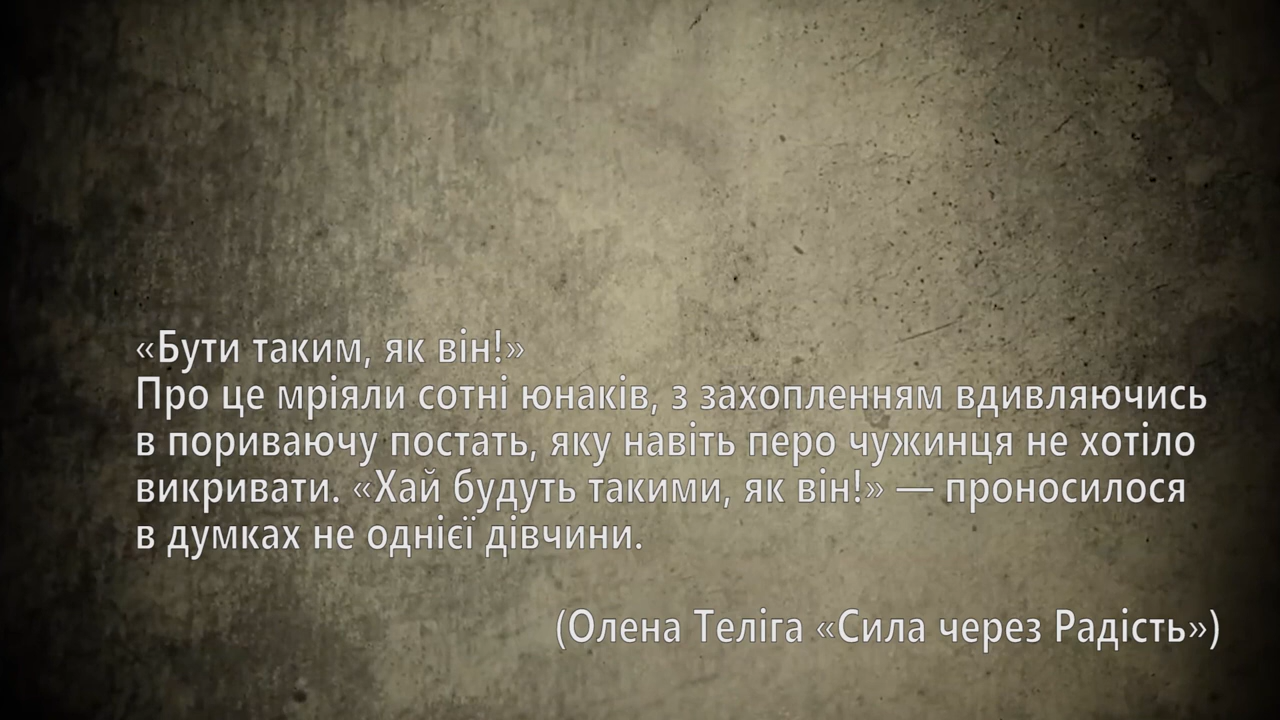 «Бути таким, як він!»
Про це мріяли сотні юнаків, з захопленням вдивляючись
в пориваючу постать, яку навіть перо чужинця не хотіло
викривати. «Хай будуть такими, як він!» — проносилося
в думках не однієї дівчини.
(Олена Теліга «Сила через Радість»)